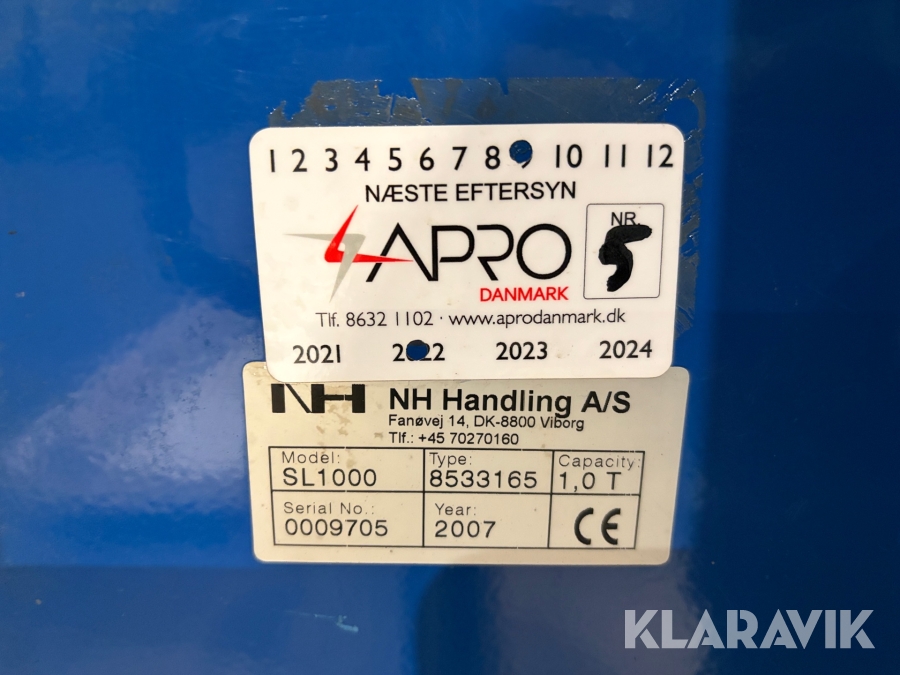 1 2 3 4 5 6 7 8 9 10 11 12
NÆSTE EFTERSYN
APRO
DANMARK
NR.
5
Tlf. 8632 1102 · www.aprodanmark.dk
2021 2022 2023 2024
NH NH Handling A/S
Fanøvej 14, DK-8800 Viborg
Tlf.: +45 70270160
Model: Type: Capacity:
SL1000 8533165 1,0 T
Serial No.: Year:
0009705 2007 CE
KLARAVIK